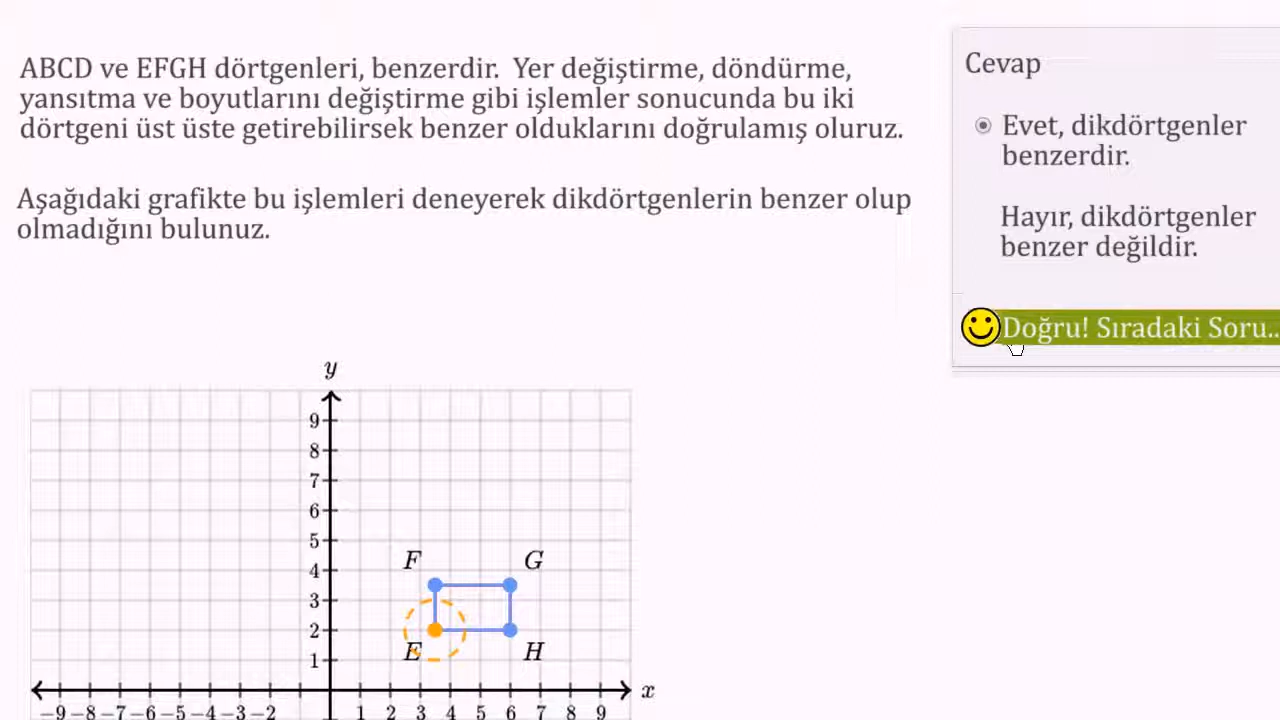 ABCD ve EFGH dörtgenleri, benzerdir. Yer değiştirme, döndürme,
yansıtma ve boyutlarını değiştirme gibi işlemler sonucunda bu iki
dörtgeni üst üste getirebilirsek benzer olduklarını doğrulamış oluruz.
Aşağıdaki grafikte bu işlemleri deneyerek dikdörtgenlerin benzer olup
olmadığını bulunuz.
Cevap
Evet, dikdörtgenler
benzerdir.
Hayır, dikdörtgenler
benzer değildir.
Doğru! Sıradaki Soru..
y
9
8
7
6
5
4
3
2
1
F G
E H
x
−9 −8 −7 −6 −5 −4 −3 −2 1 2 3 4 5 6 7 8 9